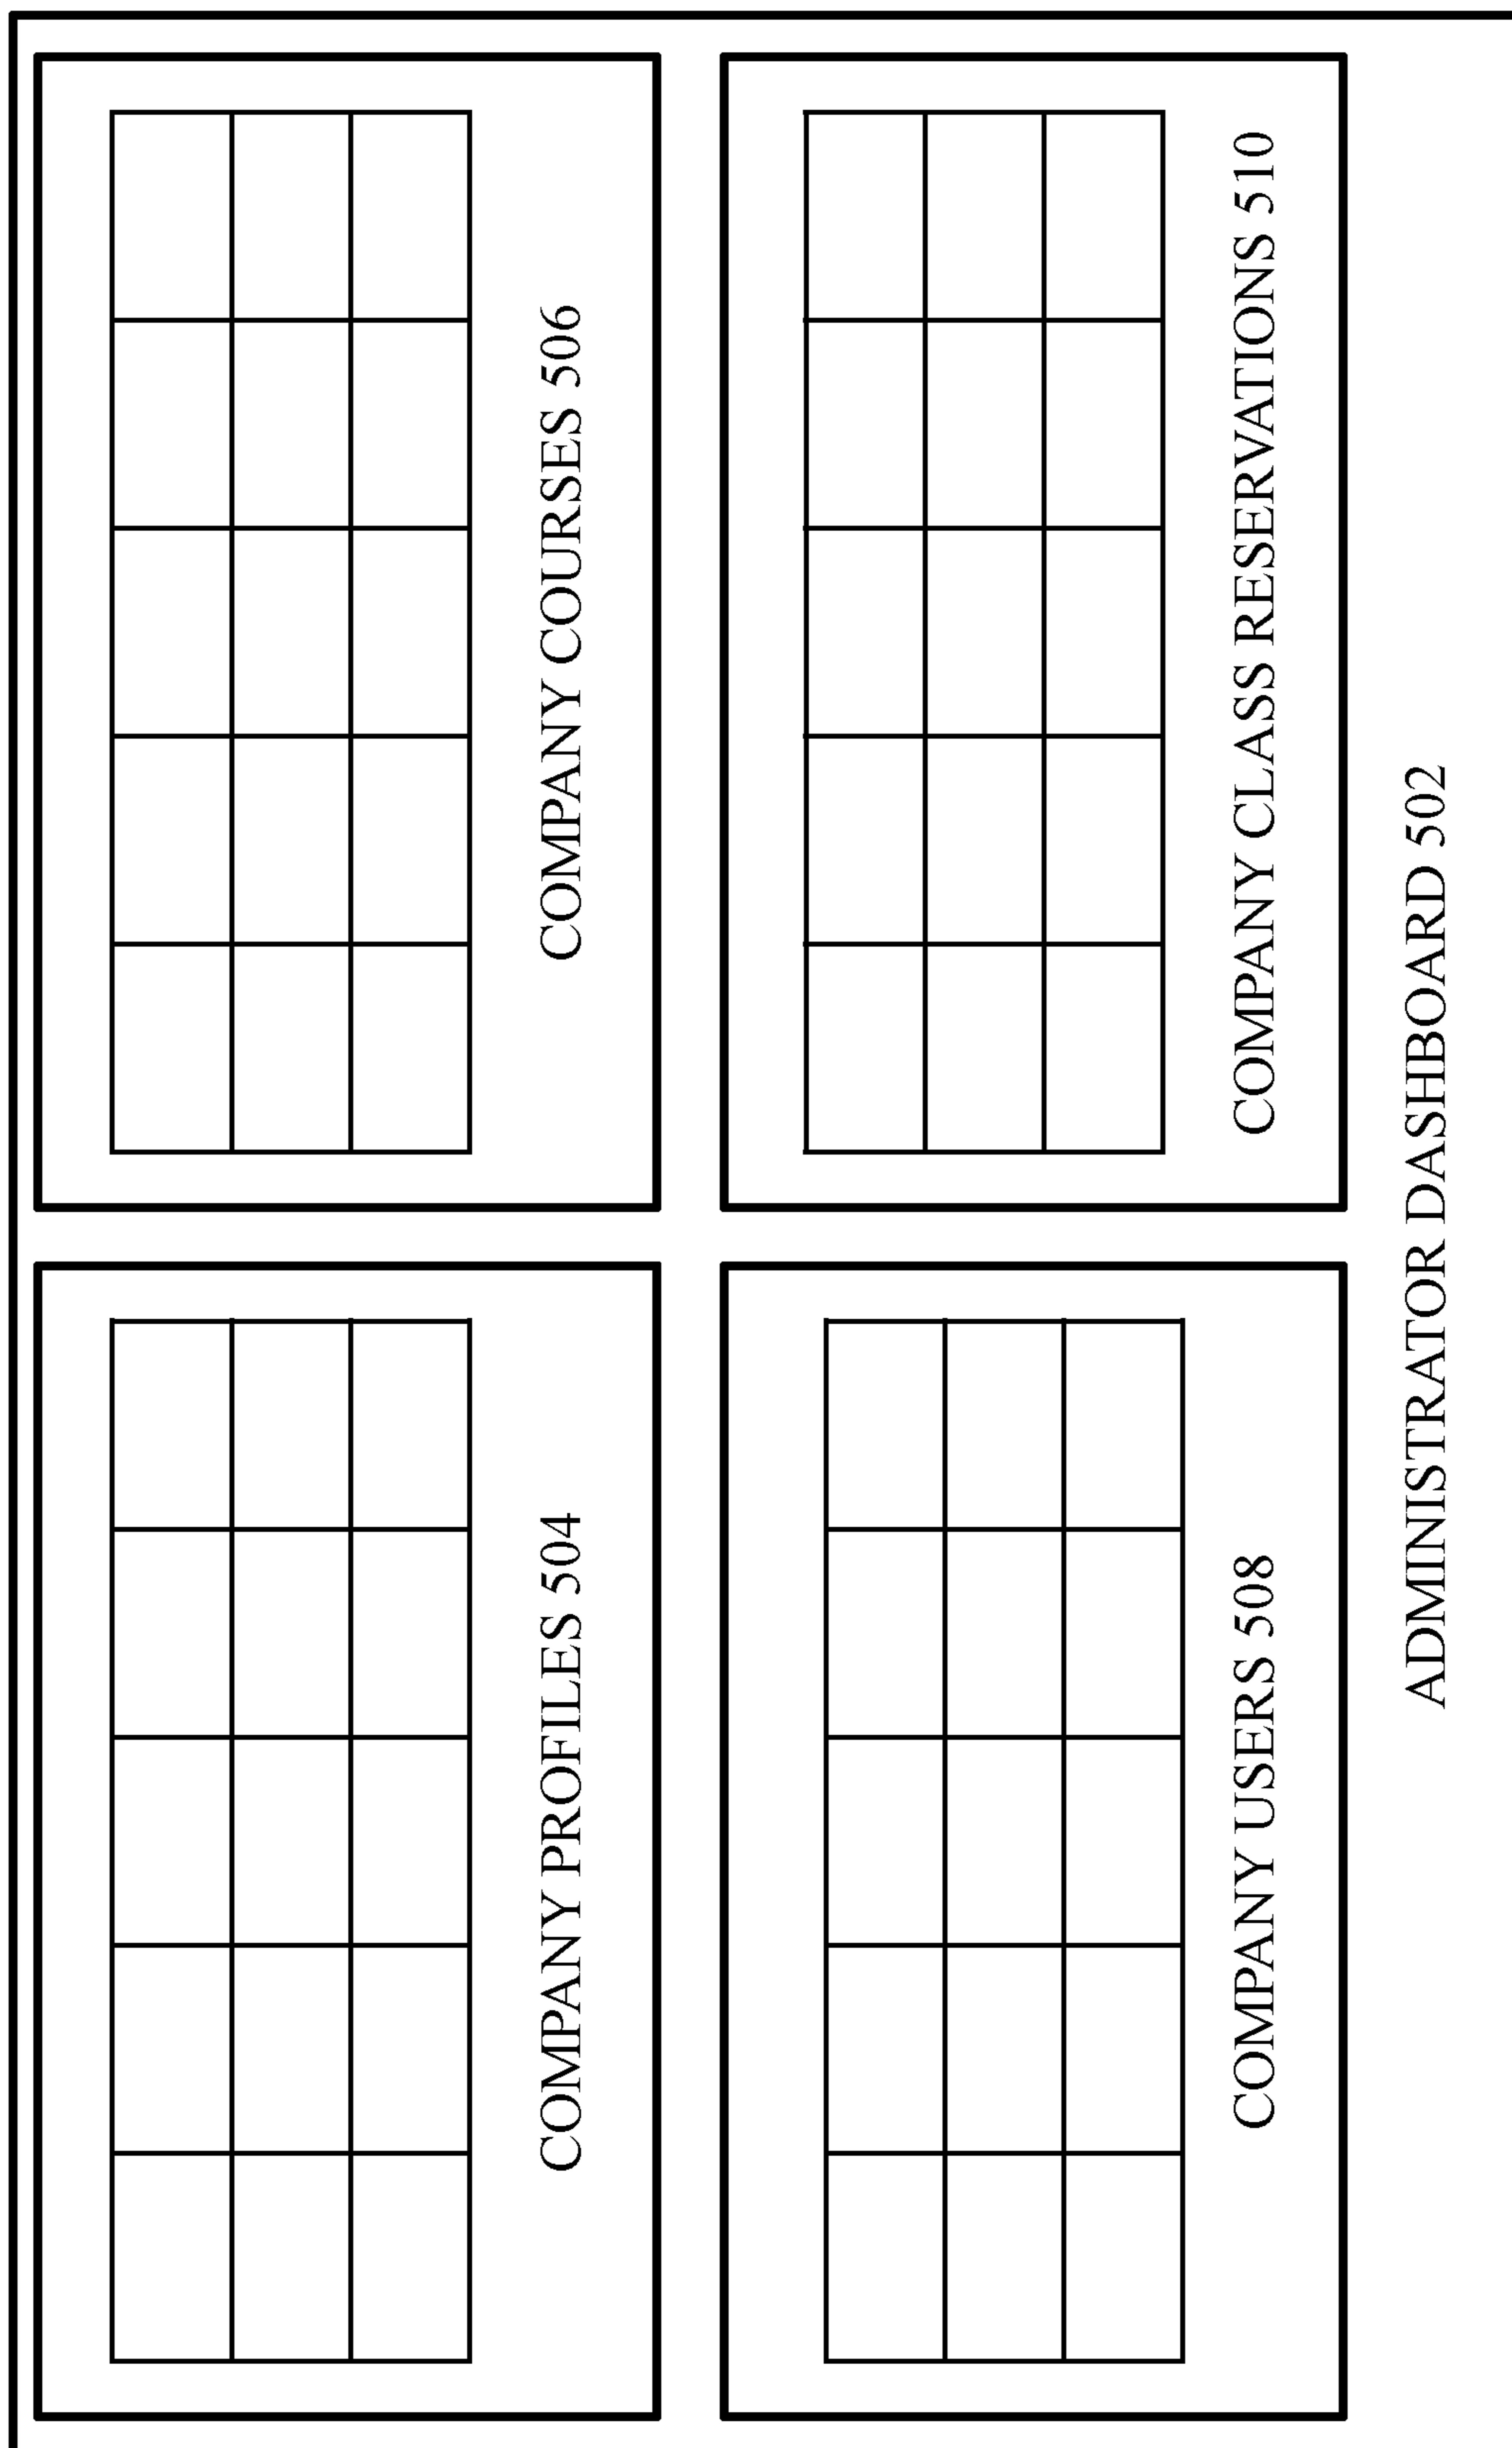 COMPANY PROFILES 504
COMPANY COURSES 506
COMPANY USERS 508
COMPANY CLASS RESERVATIONS 510
ADMINISTRATOR DASHBOARD 502